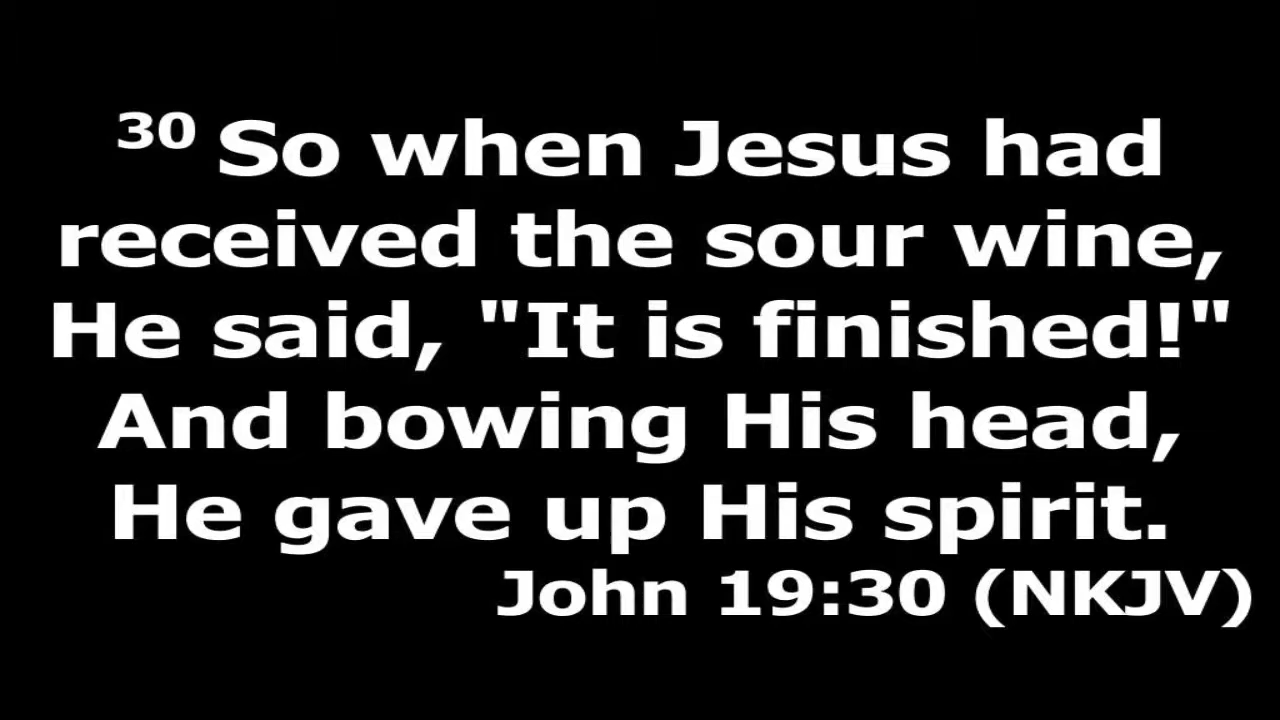 30 So when Jesus had
received the sour wine,
He said, "It is finished!"
And bowing His head,
He gave up His spirit.
John 19:30 (NKJV)